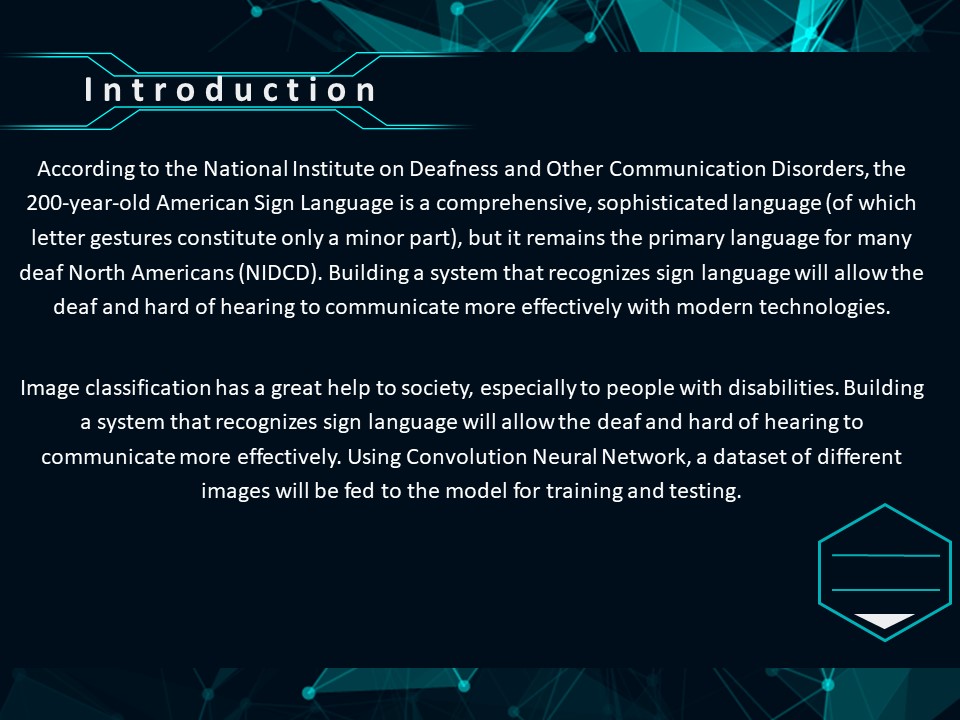 Introduction
According to the National Institute on Deafness and Other Communication Disorders, the
200-year-old American Sign Language is a comprehensive, sophisticated language (of which
letter gestures constitute only a minor part), but it remains the primary language for many
deaf North Americans (NIDCD). Building a system that recognizes sign language will allow the
deaf and hard of hearing to communicate more effectively with modern technologies.
Image classification has a great help to society, especially to people with disabilities. Building
a system that recognizes sign language will allow the deaf and hard of hearing to
communicate more effectively. Using Convolution Neural Network, a dataset of different
images will be fed to the model for training and testing.